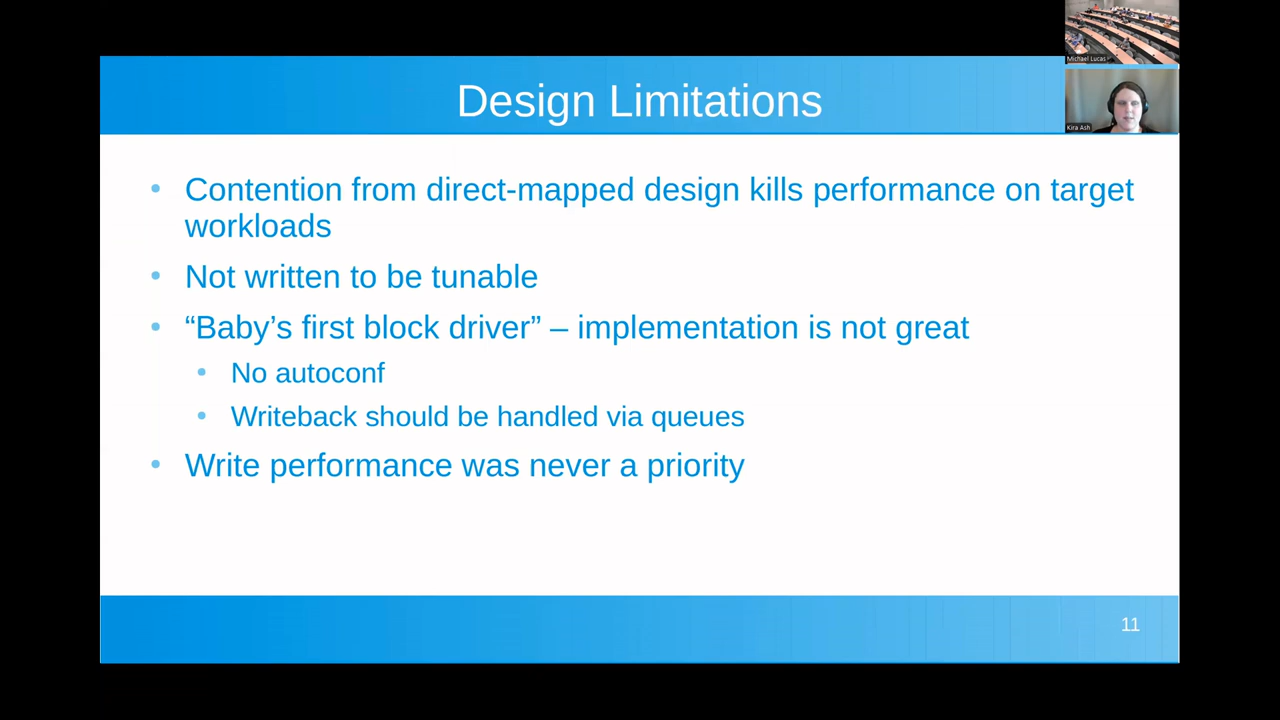 Design Limitations
Michael Lucas
Kira Ash
• Contention from direct-mapped design kills performance on target
workloads
• Not written to be tunable
• “Baby’s first block driver” – implementation is not great
• No autoconf
• Writeback should be handled via queues
• Write performance was never a priority
11